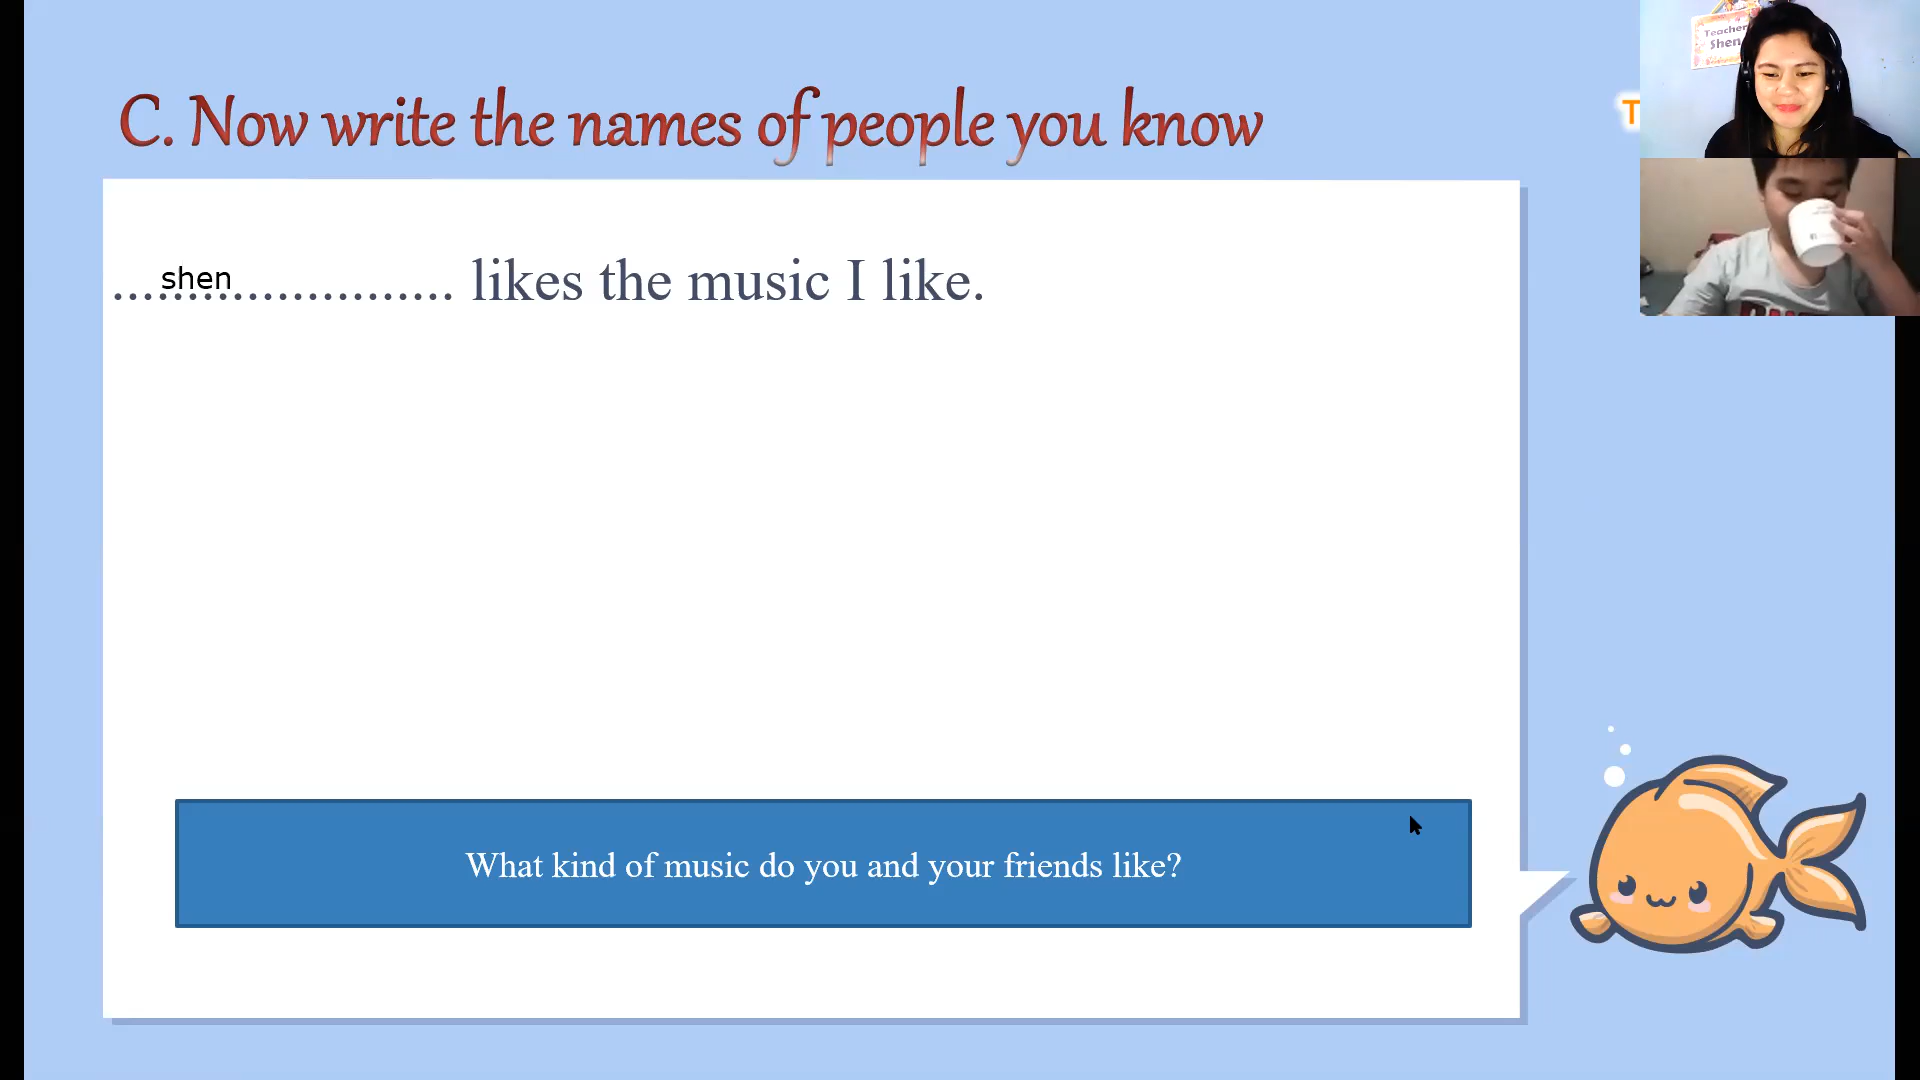 C. Now write the names of people you know
T
Teacher
Shen
shen
....................... likes the music I like.
What kind of music do you and your friends like?